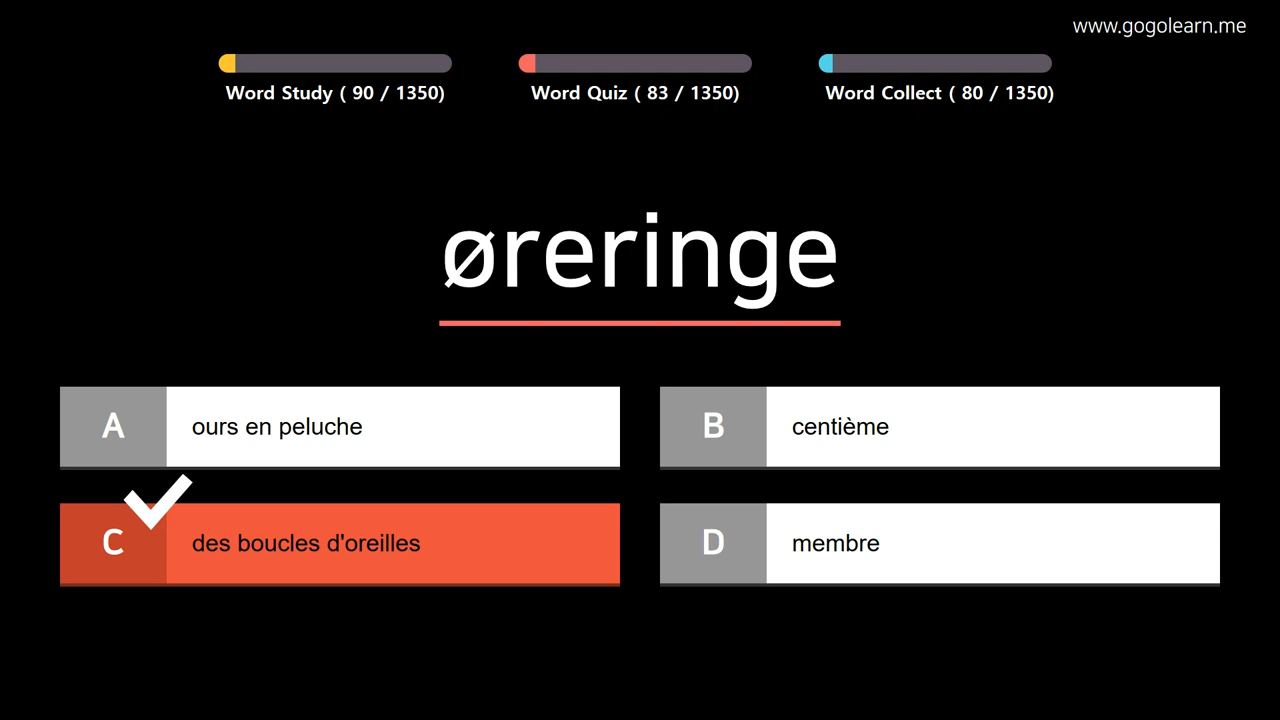 www.gogolearn.me
Word Study ( 90 / 1350)
Word Quiz ( 83 / 1350)
Word Collect ( 80 / 1350)
øreringe
A
ours en peluche
B
centième
C
des boucles d'oreilles
D
membre